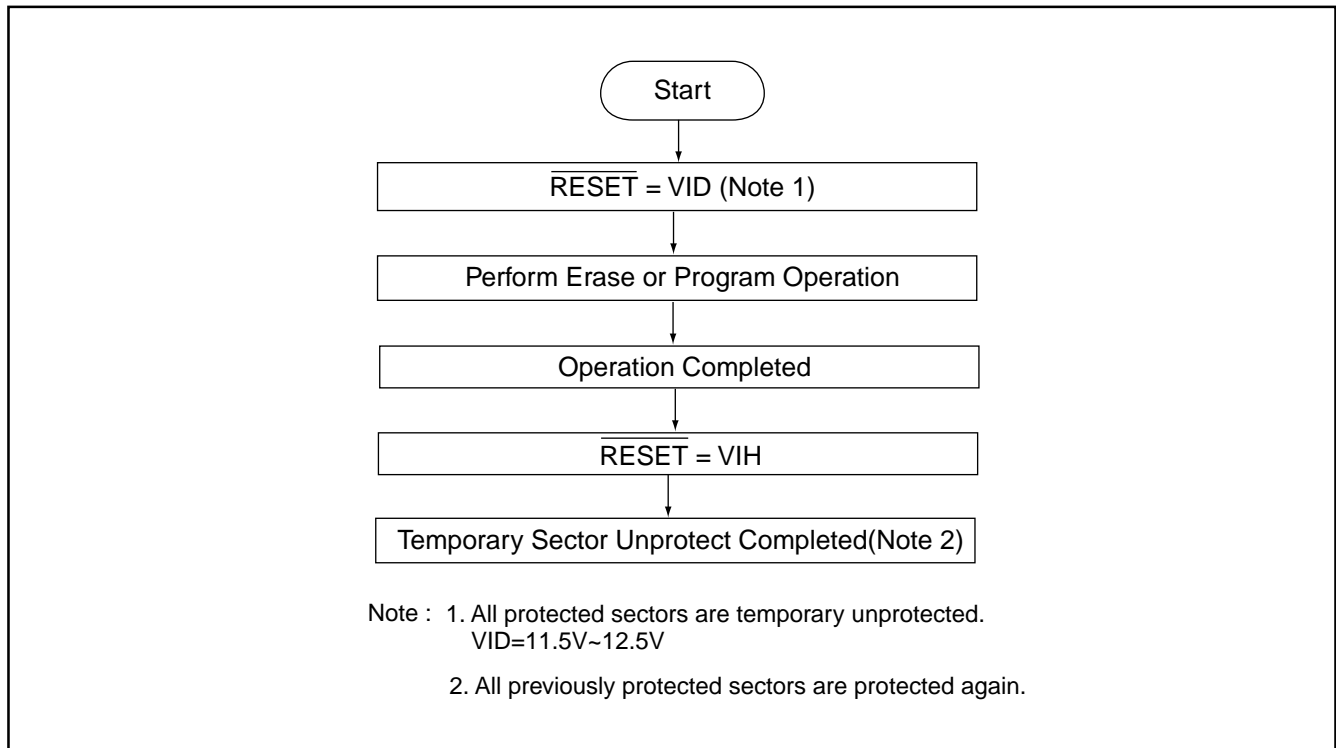 Start
R̅E̅S̅E̅T̅ = VID (Note 1)
Perform Erase or Program Operation
Operation Completed
R̅E̅S̅E̅T̅ = VIH
Temporary Sector Unprotect Completed(Note 2)
Note : 1. All protected sectors are temporary unprotected.
VID=11.5V~12.5V
2. All previously protected sectors are protected again.